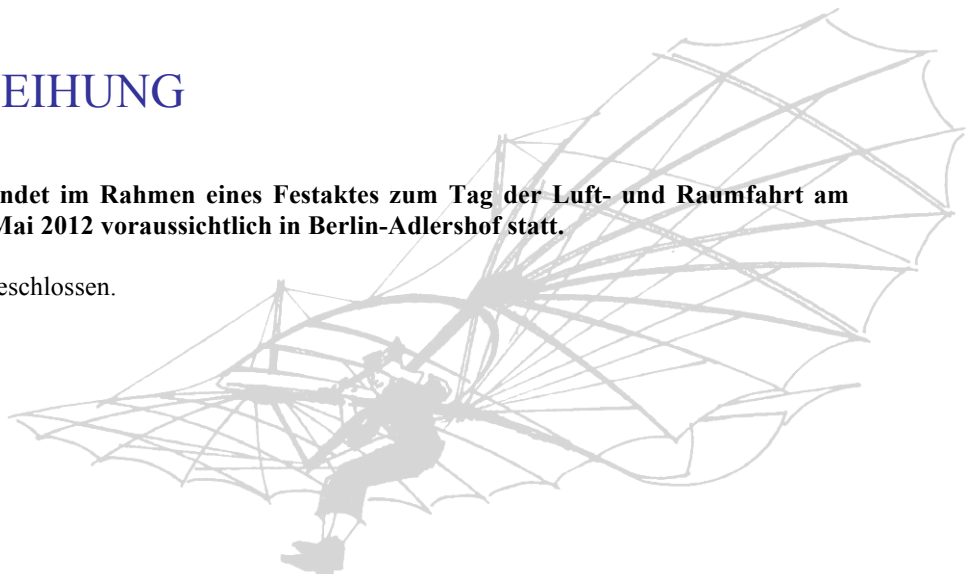 EIHUNG
ndet im Rahmen eines Festaktes zum Tag der Luft- und Raumfahrt am
Mai 2012 voraussichtlich in Berlin-Adlershof statt.
eschlossen.